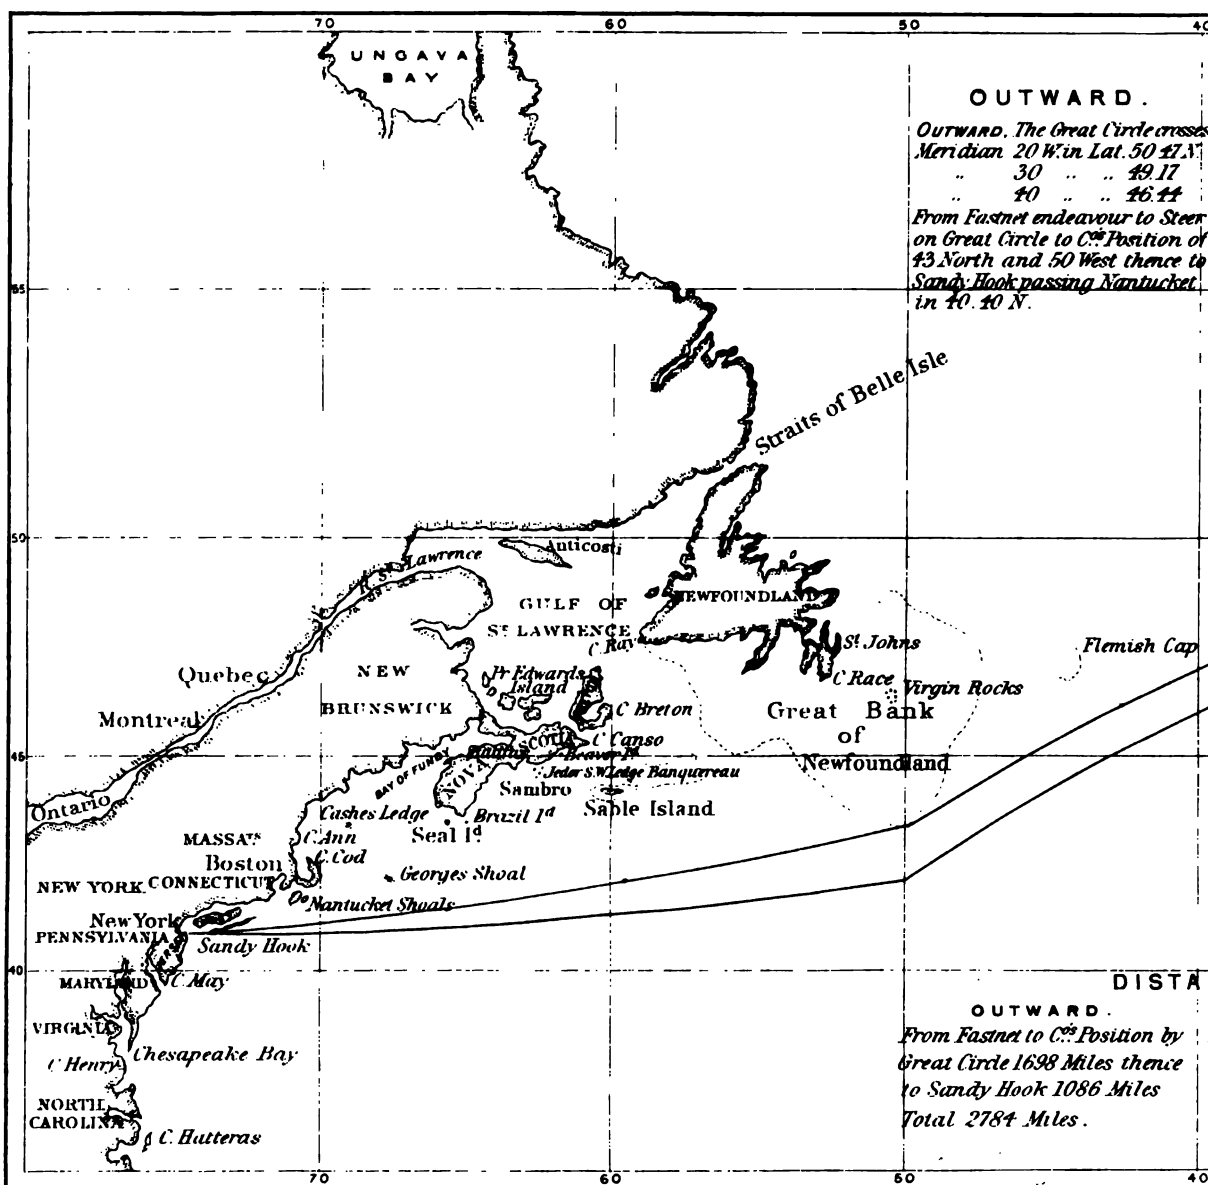 70
60
50
40
UNGAVA
BAY
OUTWARD.
OUTWARD. The Great Circle crosses
Meridian 20 W. in Lat. 50 47 N
„ 30 „ „ 49.17
„ 40 „ „ 46.44
From Fastnet endeavour to Steer
on Great Circle to Co's Position of
43 North and 50 West thence to
Sandy Hook passing Nantucket
in 40.40 N.
55
Straits of Belle Isle
50
Anticosti
R. St. Lawrence
GULF OF
ST LAWRENCE
NEWFOUNDLAND
C Ray
St. Johns
Flemish Cap
Quebec
NEW
BRUNSWICK
Pr Edwards
Island
C Race
Virgin Rocks
Montreal
C Breton
Great Bank
of
Newfoundland
C Canso
45
BAY OF FUNDY
NOVA SCOTIA
Halifax
Beaver Id
Jedor S.W. Ledge Banquereau
Ontario
Sambro
Sable Island
Cashes Ledge
Brazil Id
Seal Id
MASSATS
C. Ann
Boston
C. Cod
Georges Shoal
NEW YORK
CONNECTICUT
Nantucket Shoals
New York
PENNSYLVANIA
Sandy Hook
40
MARYLAND
C. May
DISTA
VIRGINIA
Chesapeake Bay
C Henry
OUTWARD.
From Fastnet to Co's Position by
Great Circle 1698 Miles thence
to Sandy Hook 1086 Miles
Total 2784 Miles.
NORTH
CAROLINA
C. Hatteras
70
60
50
40